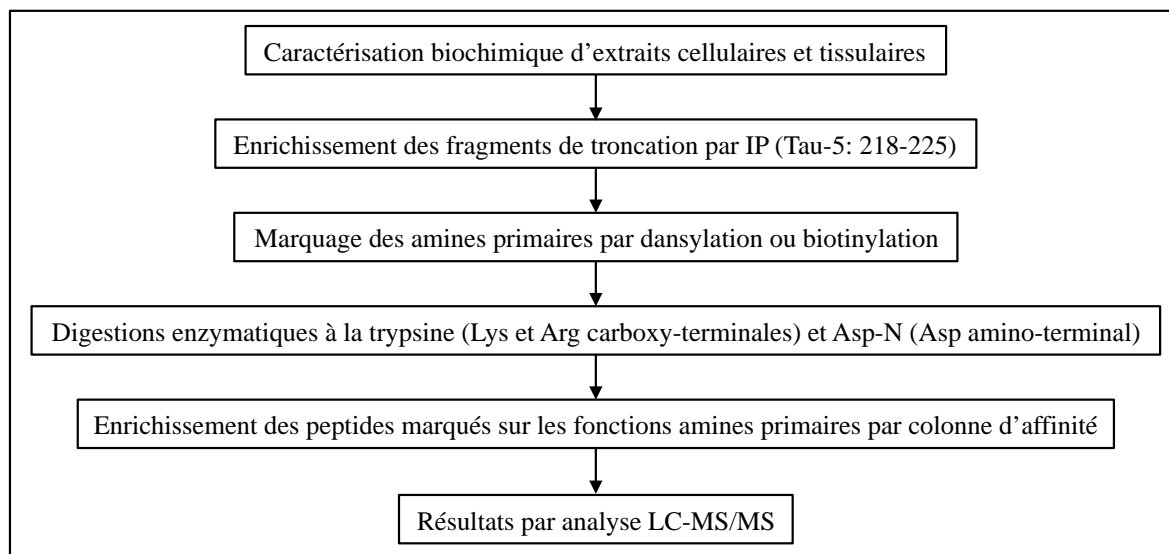 Caractérisation biochimique d'extraits cellulaires et tissulaires
Enrichissement des fragments de troncation par IP (Tau-5: 218-225)
Marquage des amines primaires par dansylation ou biotinylation
Digestions enzymatiques à la trypsine (Lys et Arg carboxy-terminales) et Asp-N (Asp amino-terminal)
Enrichissement des peptides marqués sur les fonctions amines primaires par colonne d'affinité
Résultats par analyse LC-MS/MS